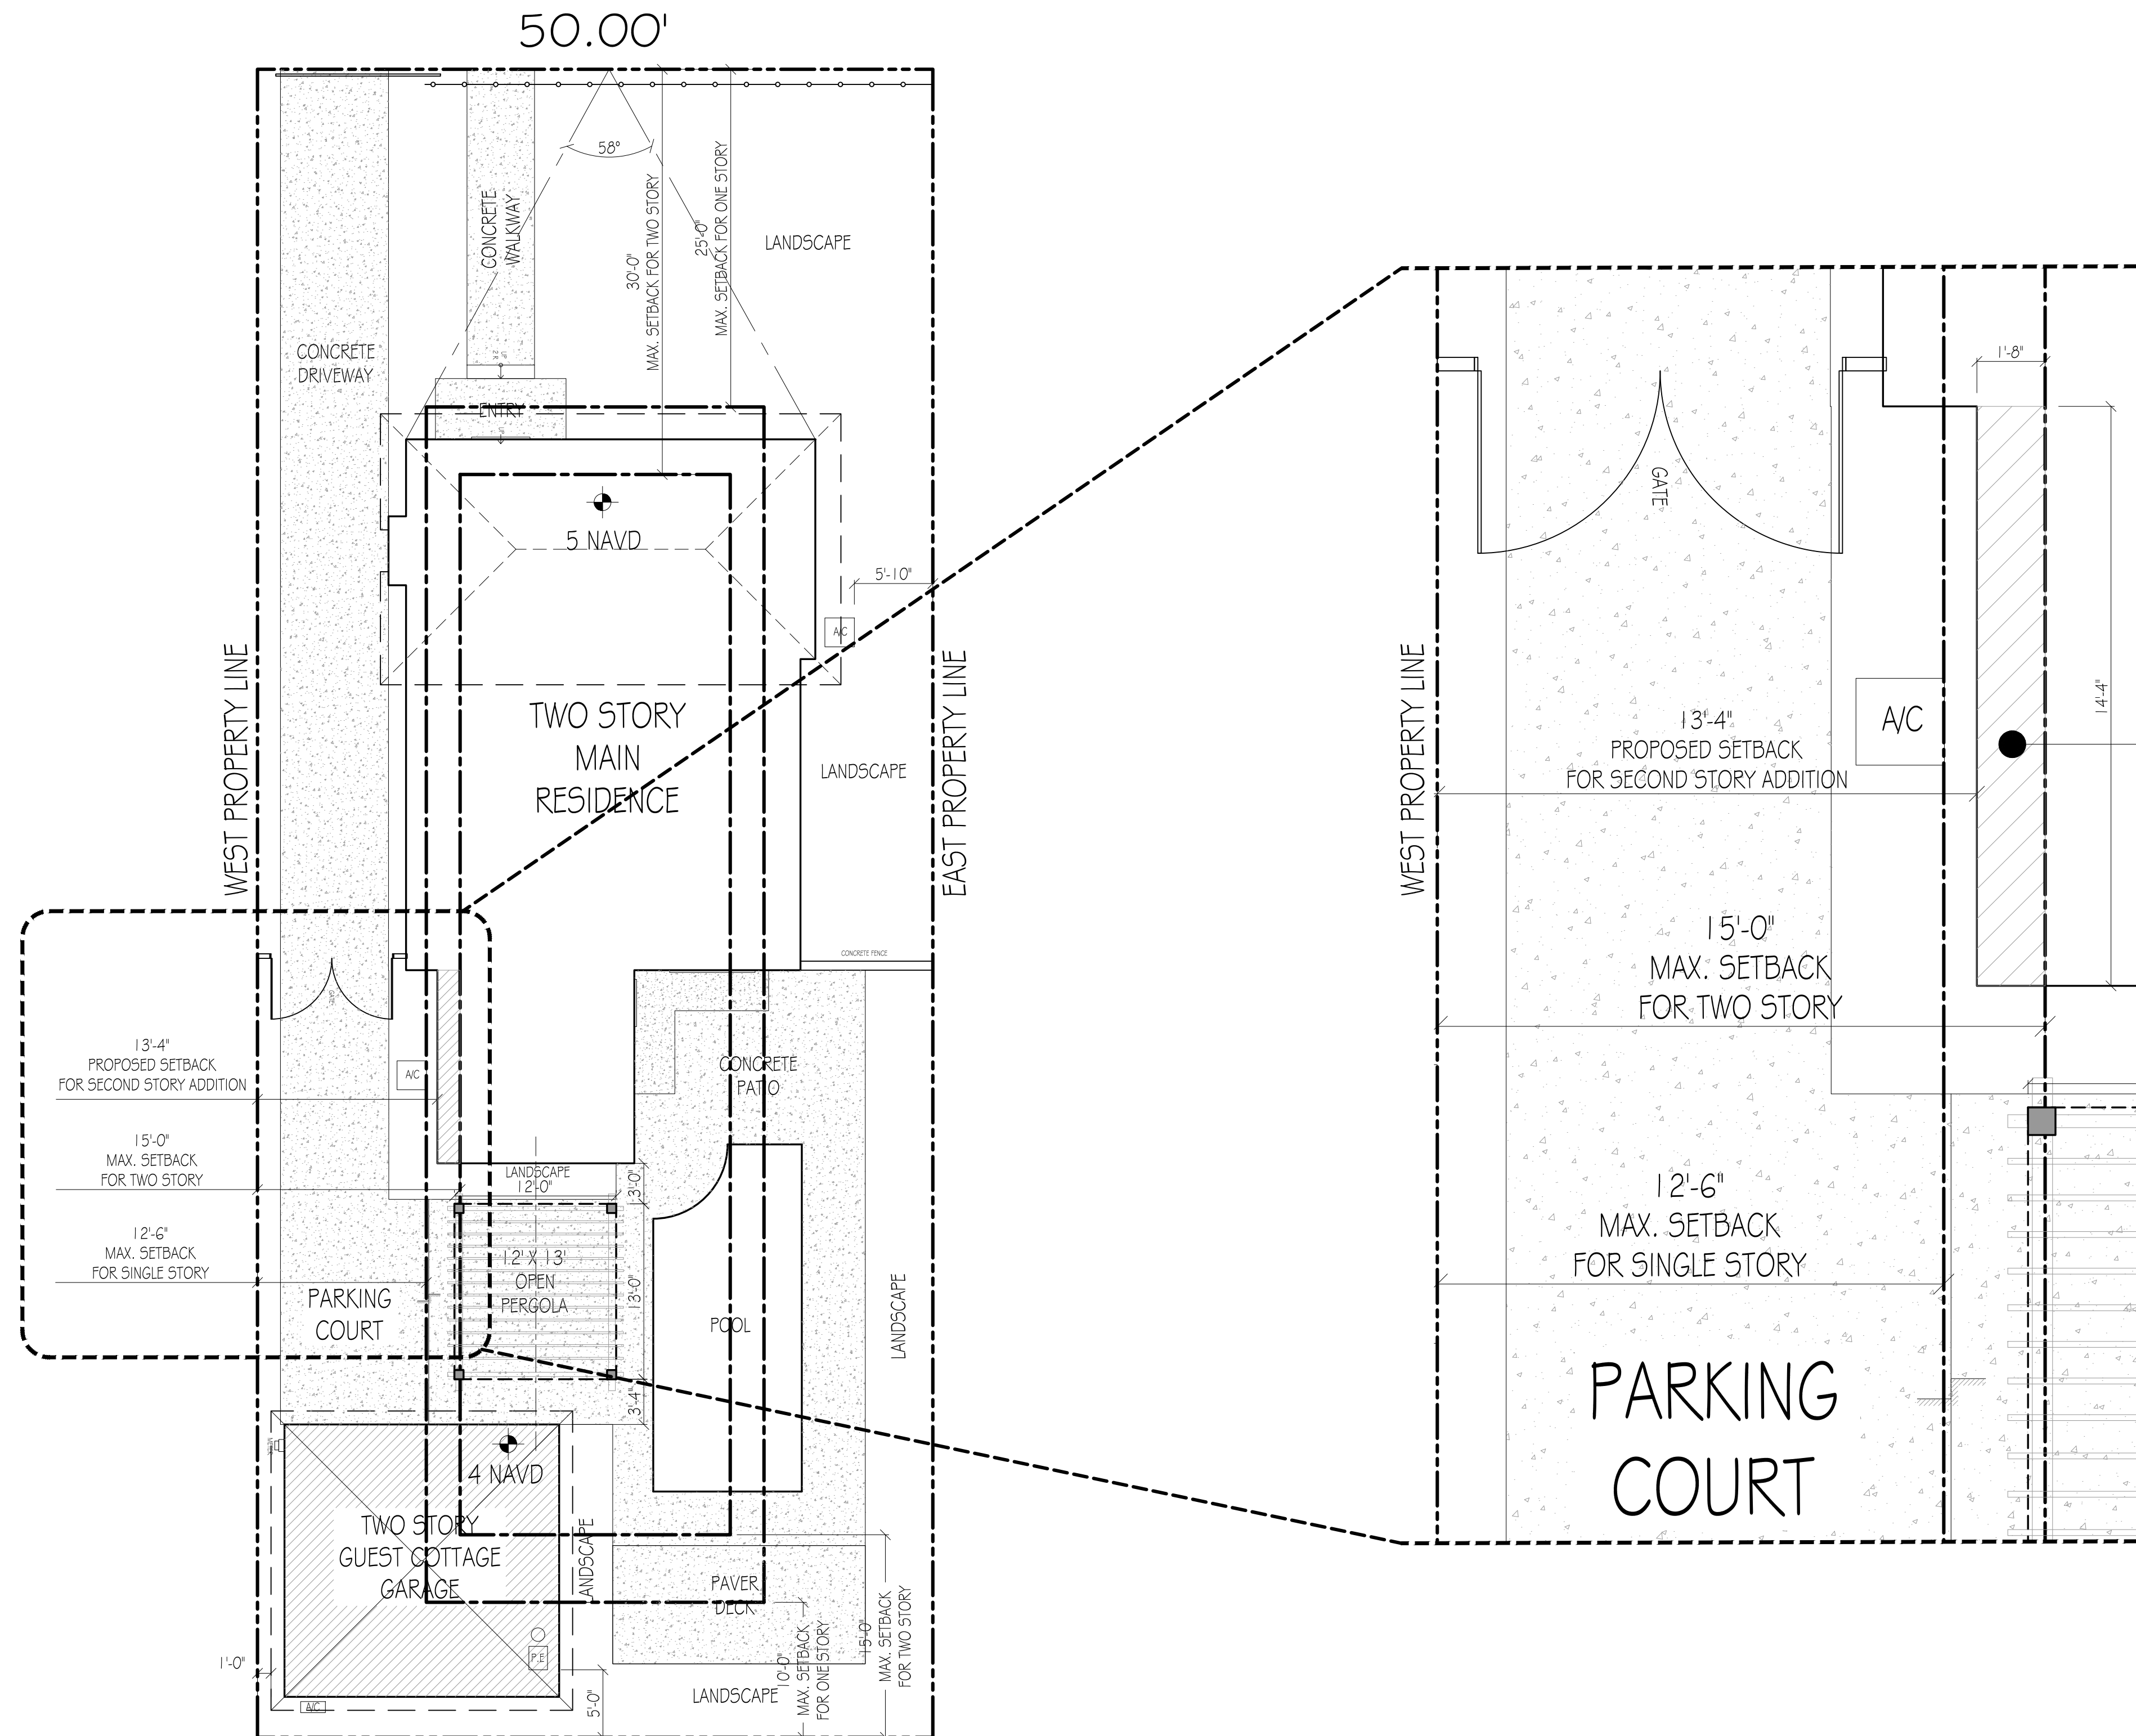 50.00'
58°
CONCRETE
WALKWAY
30'-0"
MAX. SETBACK FOR TWO STORY
25'-0"
MAX. SETBACK FOR ONE STORY
LANDSCAPE
CONCRETE
DRIVEWAY
UP
2 R
ENTRY
UP
5 NAVD
5'-10"
A/C
WEST PROPERTY LINE
TWO STORY
MAIN
RESIDENCE
LANDSCAPE
EAST PROPERTY LINE
CONCRETE FENCE
GATE
13'-4"
PROPOSED SETBACK
FOR SECOND STORY ADDITION
A/C
CONCRETE
PATIO
15'-0"
MAX. SETBACK
FOR TWO STORY
LANDSCAPE
12'-0"
3'-0"
12'-6"
MAX. SETBACK
FOR SINGLE STORY
12' X 13'
OPEN
PERGOLA
13'-0"
PARKING
COURT
POOL
LANDSCAPE
3'-4"
4 NAVD
TWO STORY
GUEST COTTAGE
GARAGE
LANDSCAPE
PAVER
DECK
P.E
1'-0"
A/C
5'-0"
LANDSCAPE
10'-0"
MAX. SETBACK
FOR ONE STORY
15'-0"
MAX. SETBACK
FOR TWO STORY
WEST PROPERTY LINE
GATE
1'-8"
14'-4"
A/C
13'-4"
PROPOSED SETBACK
FOR SECOND STORY ADDITION
15'-0"
MAX. SETBACK
FOR TWO STORY
12'-6"
MAX. SETBACK
FOR SINGLE STORY
PARKING
COURT